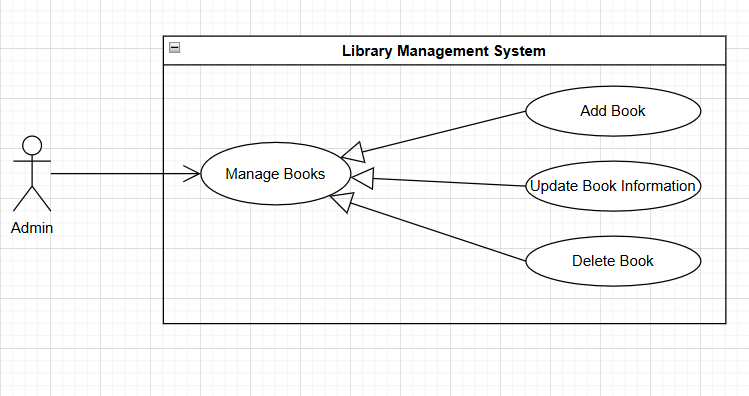 Library Management System
Add Book
Manage Books
Update Book Information
Admin
Delete Book